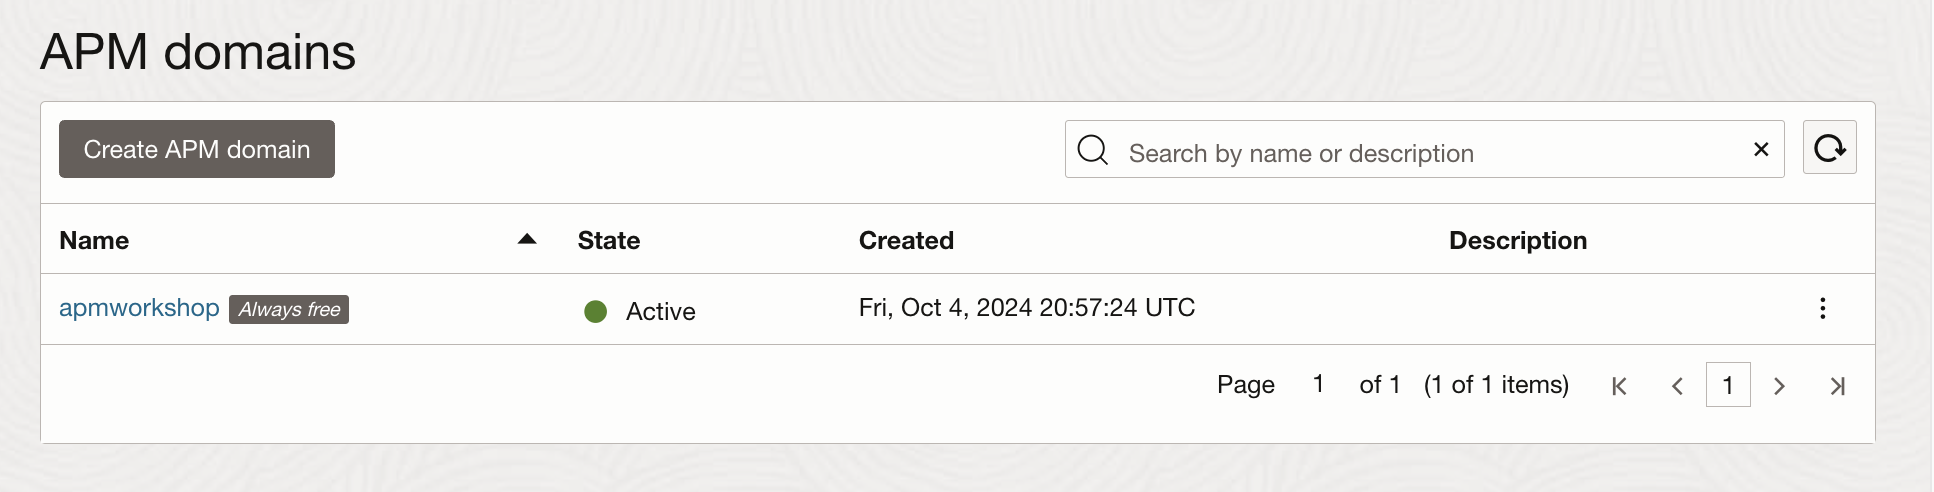 APM domains
Create APM domain
Search by name or description
Name State Created Description
apmworkshop Always free Active Fri, Oct 4, 2024 20:57:24 UTC
Page 1 of 1 (1 of 1 items) 1